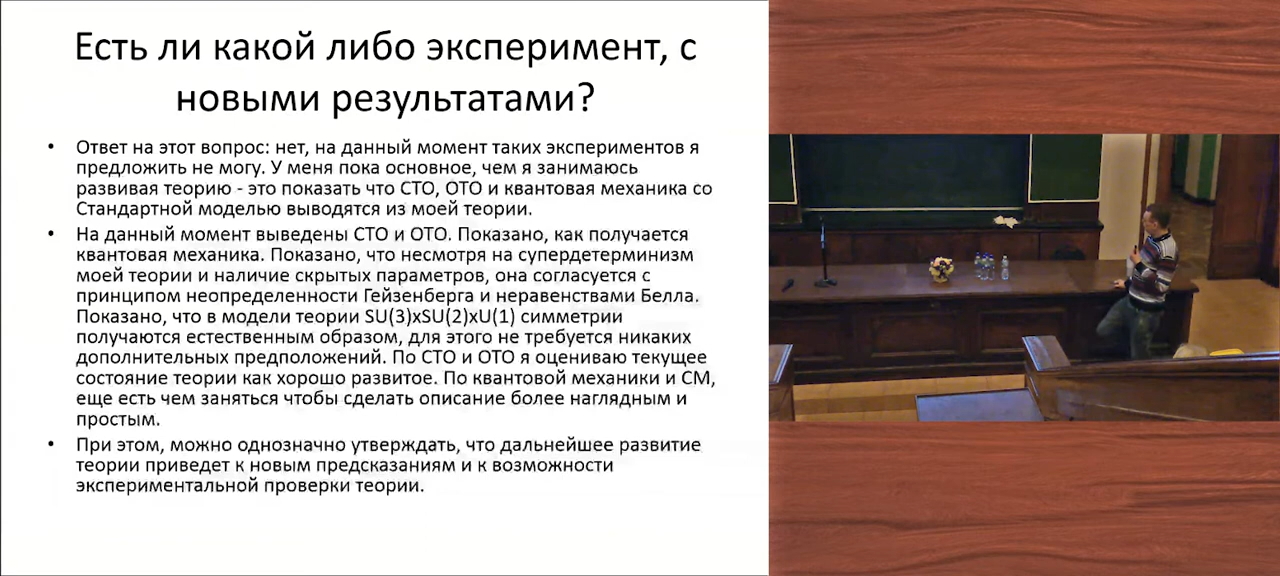 Есть ли какой либо эксперимент, с
новыми результатами?
• Ответ на этот вопрос: нет, на данный момент таких экспериментов я
предложить не могу. У меня пока основное, чем я занимаюсь
развивая теорию - это показать что СТО, ОТО и квантовая механика со
Стандартной моделью выводятся из моей теории.
• На данный момент выведены СТО и ОТО. Показано, как получается
квантовая механика. Показано, что несмотря на супердетерминизм
моей теории и наличие скрытых параметров, она согласуется с
принципом неопределенности Гейзенберга и неравенствами Белла.
Показано, что в модели теории SU(3)xSU(2)xU(1) симметрии
получаются естественным образом, для этого не требуется никаких
дополнительных предположений. По СТО и ОТО я оцениваю текущее
состояние теории как хорошо развитое. По квантовой механики и СМ,
еще есть чем заняться чтобы сделать описание более наглядным и
простым.
• При этом, можно однозначно утверждать, что дальнейшее развитие
теории приведет к новым предсказаниям и к возможности
экспериментальной проверки теории.